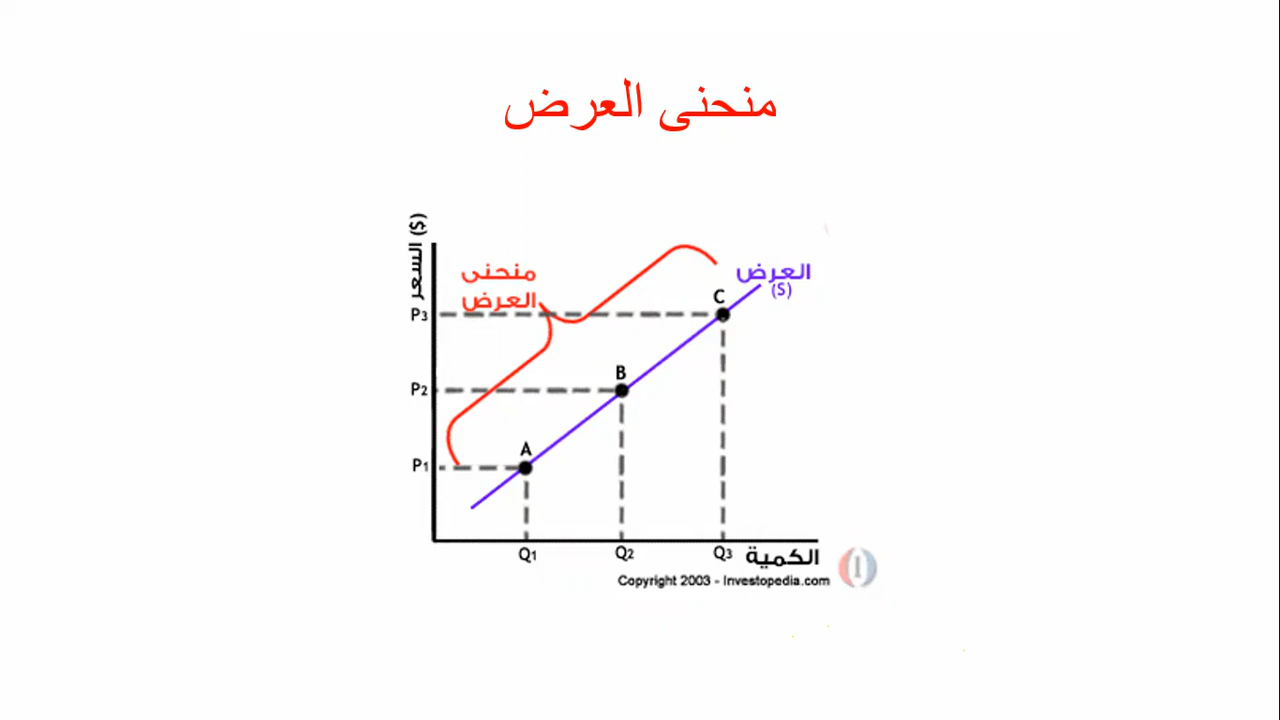 منحنى العرض
السعر ($)
منحنى
العرض
العرض
(S)
C
P3
B
P2
A
P1
Q1
Q2
Q3
الكمية
Copyright 2003 - Investopedia.com